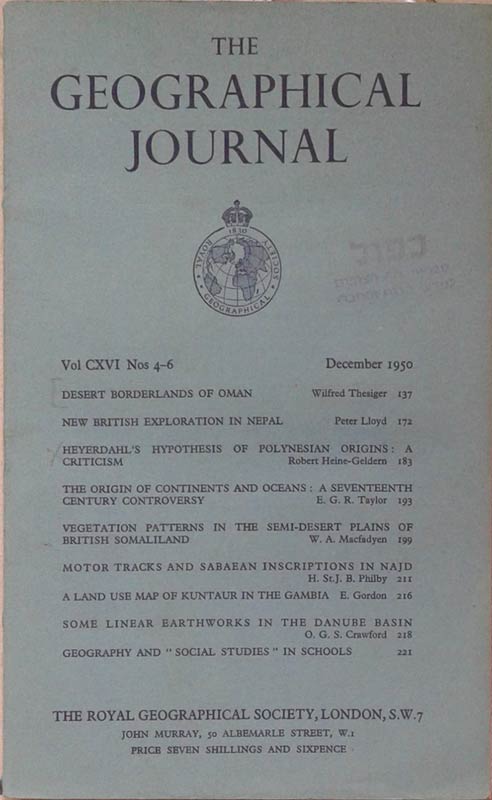 THE
GEOGRAPHICAL
JOURNAL
1830
ROYAL GEOGRAPHICAL SOCIETY
Vol CXVI Nos 4–6 December 1950
DESERT BORDERLANDS OF OMAN Wilfred Thesiger 137
NEW BRITISH EXPLORATION IN NEPAL Peter Lloyd 172
HEYERDAHL'S HYPOTHESIS OF POLYNESIAN ORIGINS : A
CRITICISM Robert Heine-Geldern 183
THE ORIGIN OF CONTINENTS AND OCEANS : A SEVENTEENTH
CENTURY CONTROVERSY E. G. R. Taylor 193
VEGETATION PATTERNS IN THE SEMI-DESERT PLAINS OF
BRITISH SOMALILAND W. A. Macfadyen 199
MOTOR TRACKS AND SABAEAN INSCRIPTIONS IN NAJD
H. St.J. B. Philby 211
A LAND USE MAP OF KUNTAUR IN THE GAMBIA E. Gordon 216
SOME LINEAR EARTHWORKS IN THE DANUBE BASIN
O. G. S. Crawford 218
GEOGRAPHY AND " SOCIAL STUDIES " IN SCHOOLS 221
THE ROYAL GEOGRAPHICAL SOCIETY, LONDON, S.W.7
JOHN MURRAY, 50 ALBEMARLE STREET, W.1
PRICE SEVEN SHILLINGS AND SIXPENCE